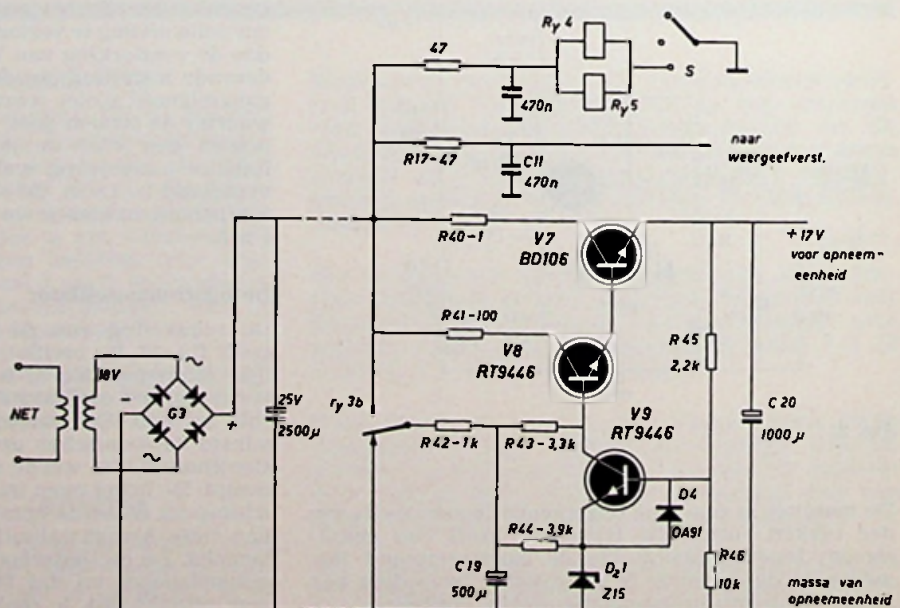 47
Ry 4
S
470n
Ry 5
R17-47
C11
470n
naar
weergeefverst.
R40-1
V7
BD106
+17V
voor opneem-
eenheid
R41-100
V8
RT9446
R45
2,2k
C20
1000µ
NET
18V
~
G3
-
+
~
25V
2500µ
ry 3b
R42-1k
R43-3,3k
V9
RT9446
D4
OA91
R44-3,9k
R46
10k
C19
500µ
Dz1
Z15
massa van
opneemeenheid